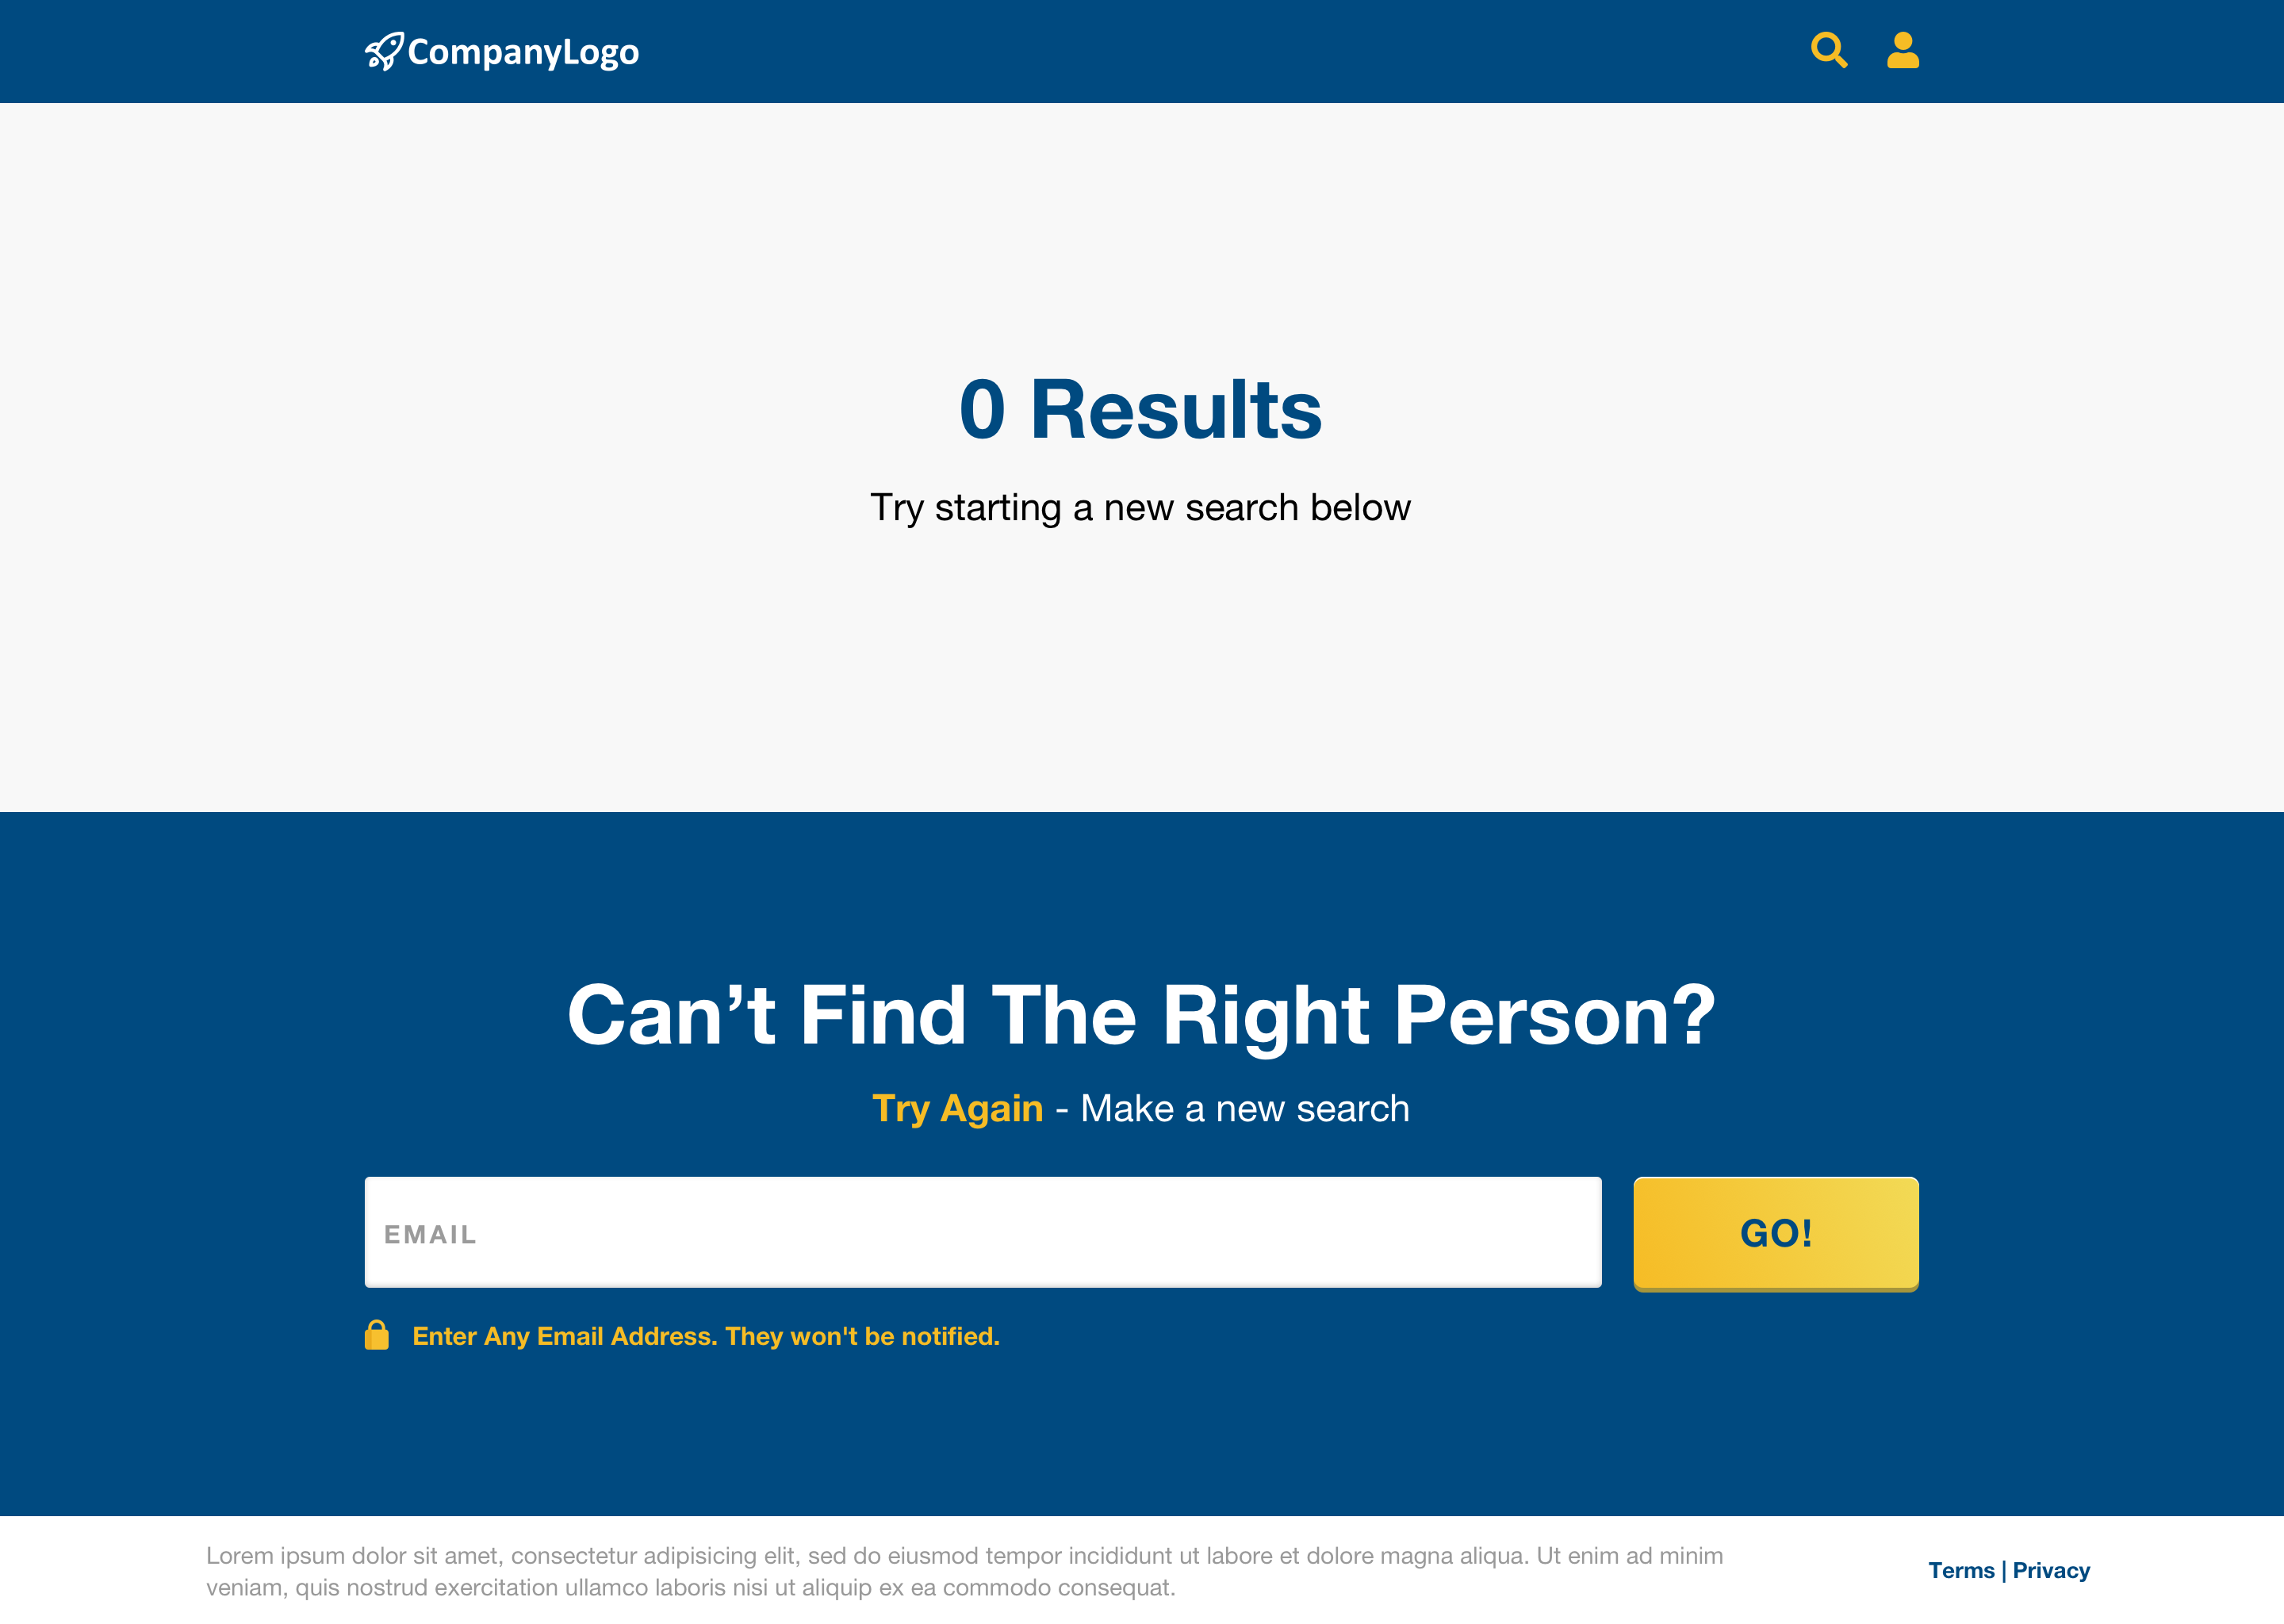 CompanyLogo
0 Results
Try starting a new search below
Can’t Find The Right Person?
Try Again - Make a new search
EMAIL
GO!
Enter Any Email Address. They won't be notified.
Lorem ipsum dolor sit amet, consectetur adipisicing elit, sed do eiusmod tempor incididunt ut labore et dolore magna aliqua. Ut enim ad minim
veniam, quis nostrud exercitation ullamco laboris nisi ut aliquip ex ea commodo consequat.
Terms | Privacy